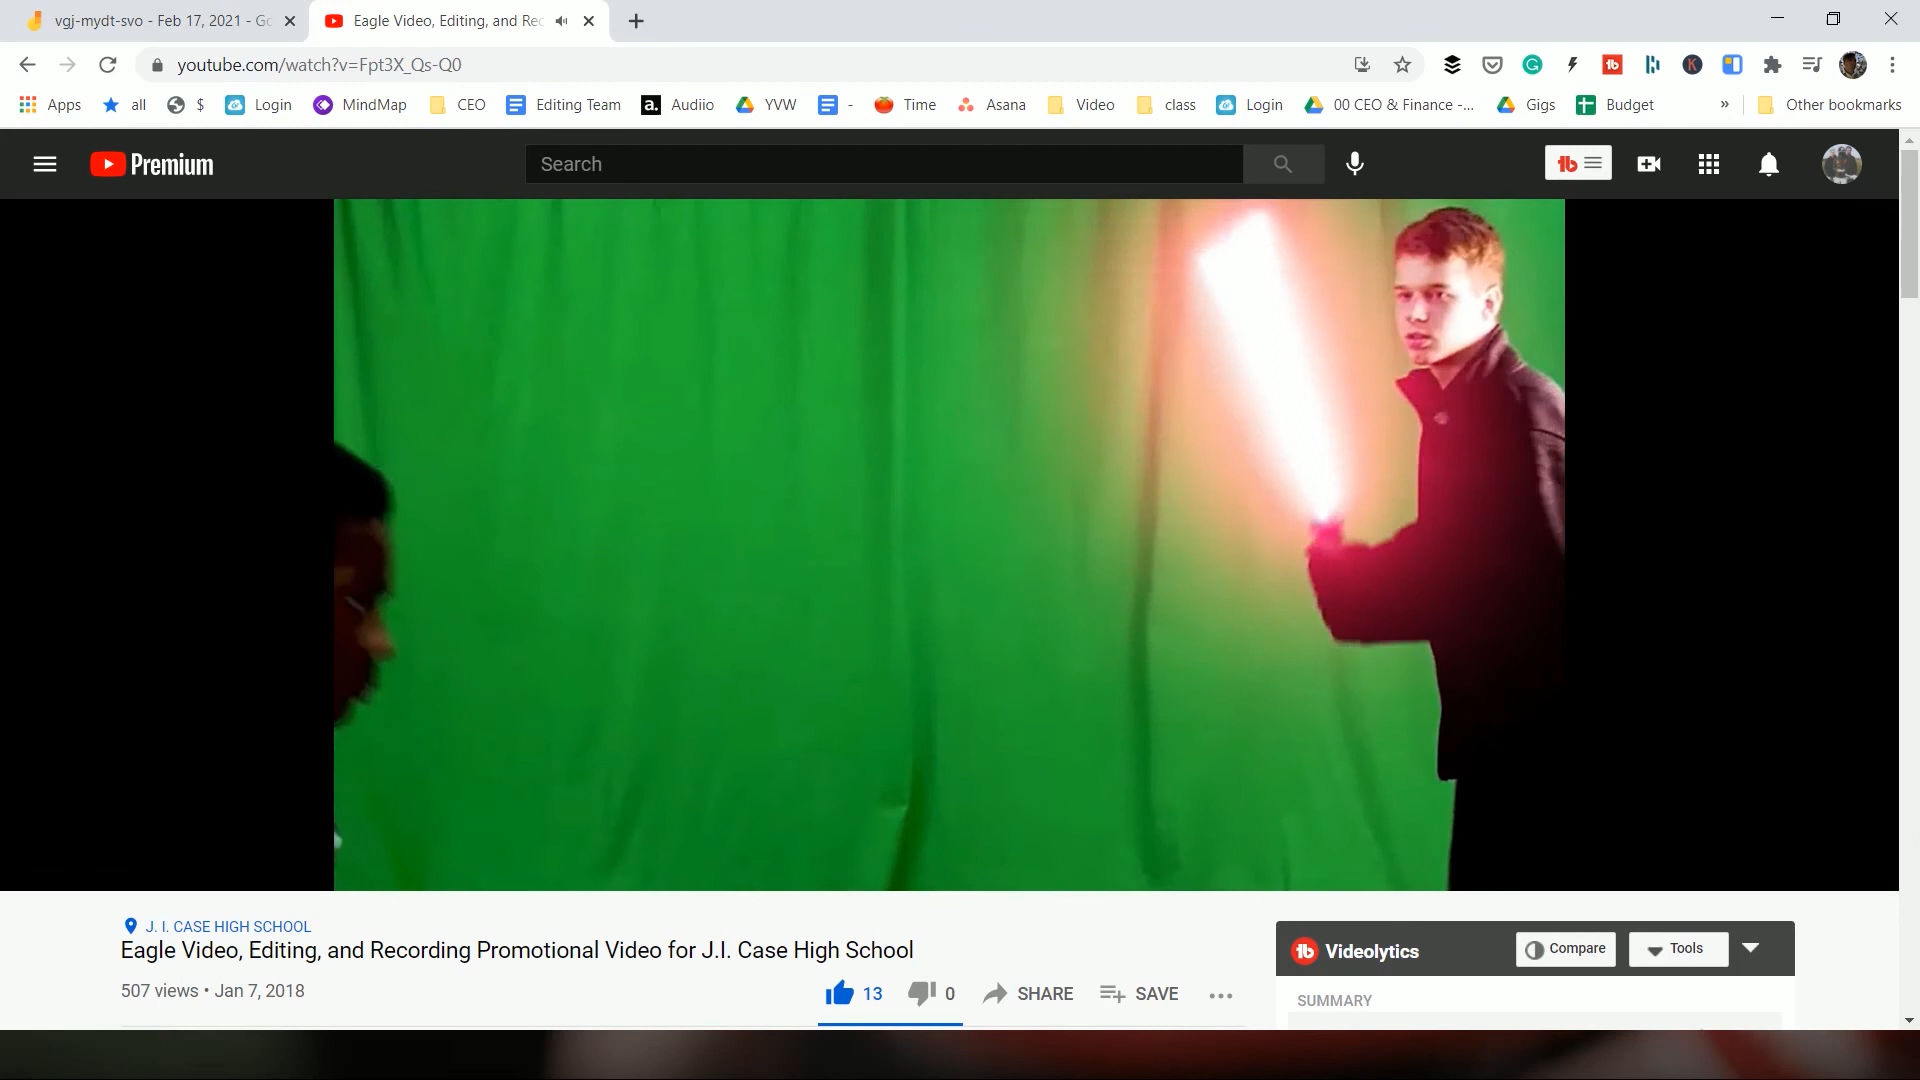 vgj-mydt-svo - Feb 17, 2021 - Go
Eagle Video, Editing, and Rec
youtube.com/watch?v=Fpt3X_Qs-Q0
Apps all $ Login MindMap CEO Editing Team Audiio YVW - Time Asana Video class Login 00 CEO & Finance -... Gigs Budget » Other bookmarks
Premium
Search
J. I. CASE HIGH SCHOOL
Eagle Video, Editing, and Recording Promotional Video for J.I. Case High School
507 views • Jan 7, 2018
13 0 SHARE SAVE
Videolytics Compare Tools
SUMMARY